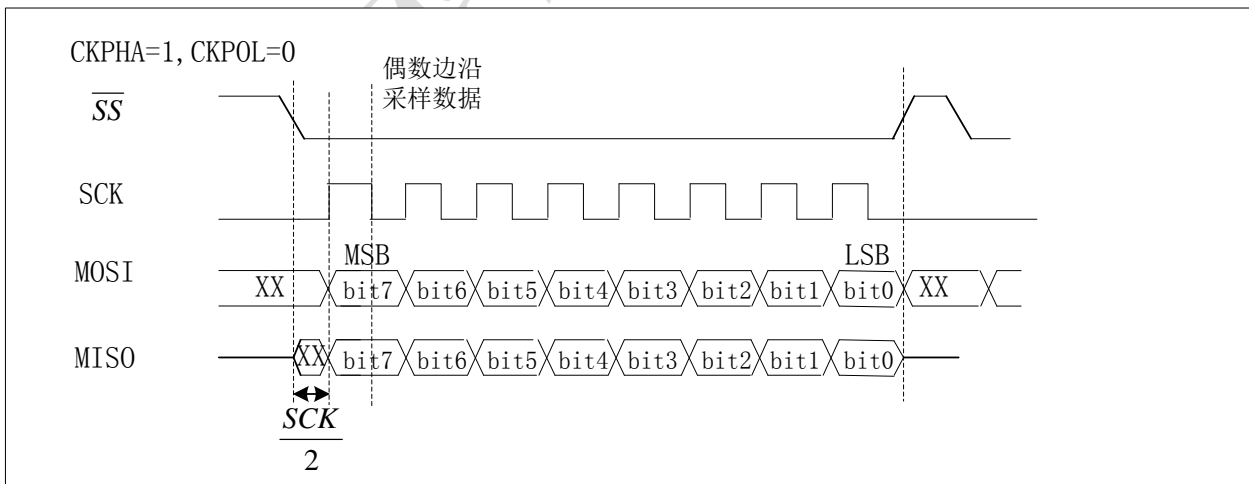 CKPHA=1,CKPOL=0
偶数边沿
采样数据
SS
SCK
MSB LSB
MOSI XX bit7 bit6 bit5 bit4 bit3 bit2 bit1 bit0 XX
MISO XX bit7 bit6 bit5 bit4 bit3 bit2 bit1 bit0
SCK
2